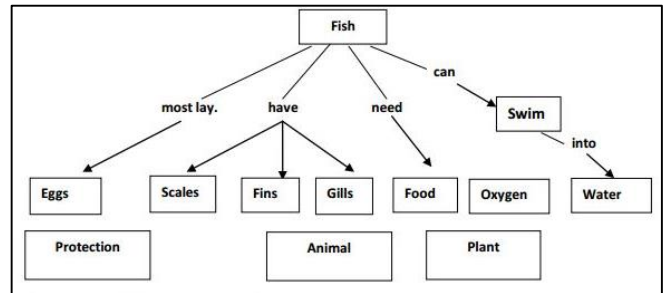 Fish
can
most lay. have need
Swim
into
Eggs Scales Fins Gills Food Oxygen Water
Protection Animal Plant